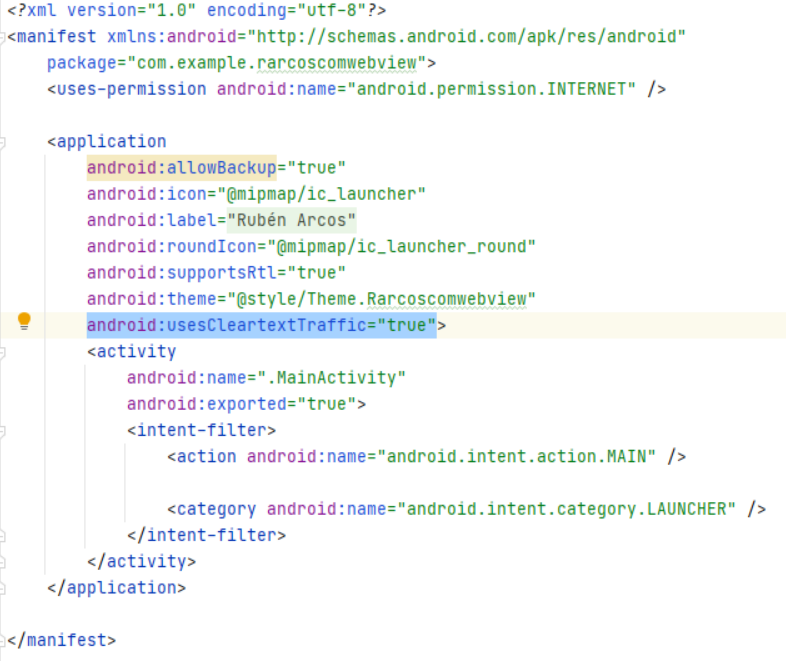 <?xml version="1.0" encoding="utf-8"?>
<manifest xmlns:android="http://schemas.android.com/apk/res/android"
    package="com.example.rarcoscomwebview">
    <uses-permission android:name="android.permission.INTERNET" />

    <application
        android:allowBackup="true"
        android:icon="@mipmap/ic_launcher"
        android:label="Rubén Arcos"
        android:roundIcon="@mipmap/ic_launcher_round"
        android:supportsRtl="true"
        android:theme="@style/Theme.Rarcoscomwebview"
        android:usesCleartextTraffic="true">
        <activity
            android:name=".MainActivity"
            android:exported="true">
            <intent-filter>
                <action android:name="android.intent.action.MAIN" />

                <category android:name="android.intent.category.LAUNCHER" />
            </intent-filter>
        </activity>
    </application>

</manifest>